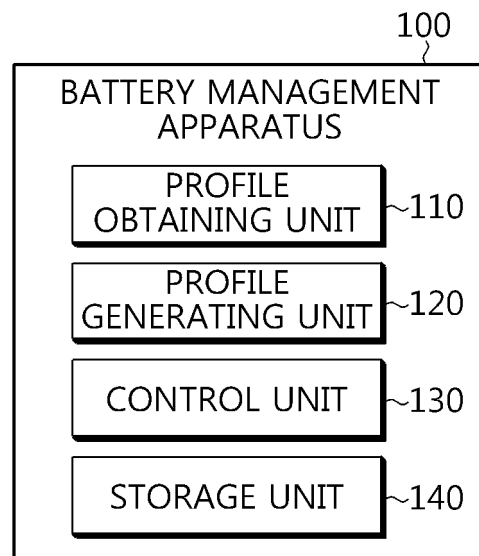 100
BATTERY MANAGEMENT
APPARATUS
PROFILE
OBTAINING UNIT
110
PROFILE
GENERATING UNIT
120
CONTROL UNIT
130
STORAGE UNIT
140